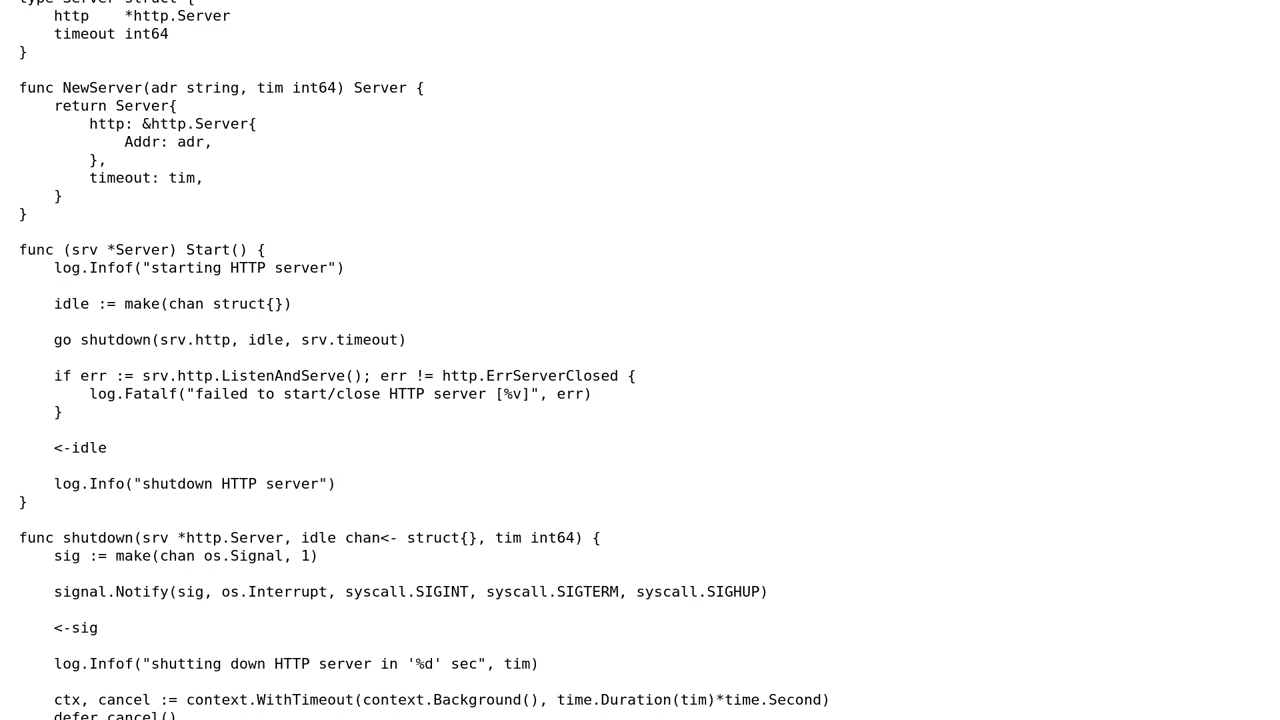 type Server struct {
    http    *http.Server
    timeout int64
}

func NewServer(adr string, tim int64) Server {
    return Server{
        http: &http.Server{
            Addr: adr,
        },
        timeout: tim,
    }
}

func (srv *Server) Start() {
    log.Infof("starting HTTP server")

    idle := make(chan struct{})

    go shutdown(srv.http, idle, srv.timeout)

    if err := srv.http.ListenAndServe(); err != http.ErrServerClosed {
        log.Fatalf("failed to start/close HTTP server [%v]", err)
    }

    <-idle

    log.Info("shutdown HTTP server")
}

func shutdown(srv *http.Server, idle chan<- struct{}, tim int64) {
    sig := make(chan os.Signal, 1)

    signal.Notify(sig, os.Interrupt, syscall.SIGINT, syscall.SIGTERM, syscall.SIGHUP)

    <-sig

    log.Infof("shutting down HTTP server in '%d' sec", tim)

    ctx, cancel := context.WithTimeout(context.Background(), time.Duration(tim)*time.Second)
    defer cancel()